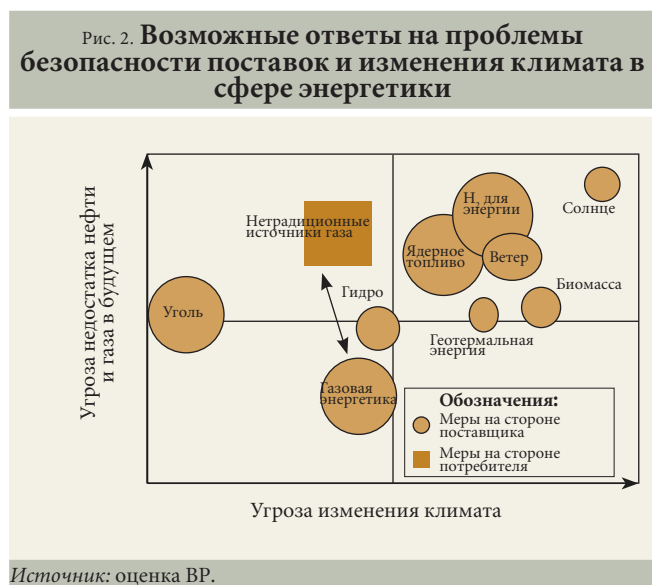 Рис. 2. Возможные ответы на проблемы
безопасности поставок и изменения климата в
сфере энергетики
Угроза недостатка нефти
и газа в будущем
Нетрадиционные
источники газа
H₂ для
энергии
Солнце
Ядерное
топливо
Ветер
Уголь
Гидро
Биомасса
Геотермальная
энергия
Газовая
энергетика
Обозначения:
Меры на стороне
поставщика
Меры на стороне
потребителя
Угроза изменения климата
Источник: оценка ВР.